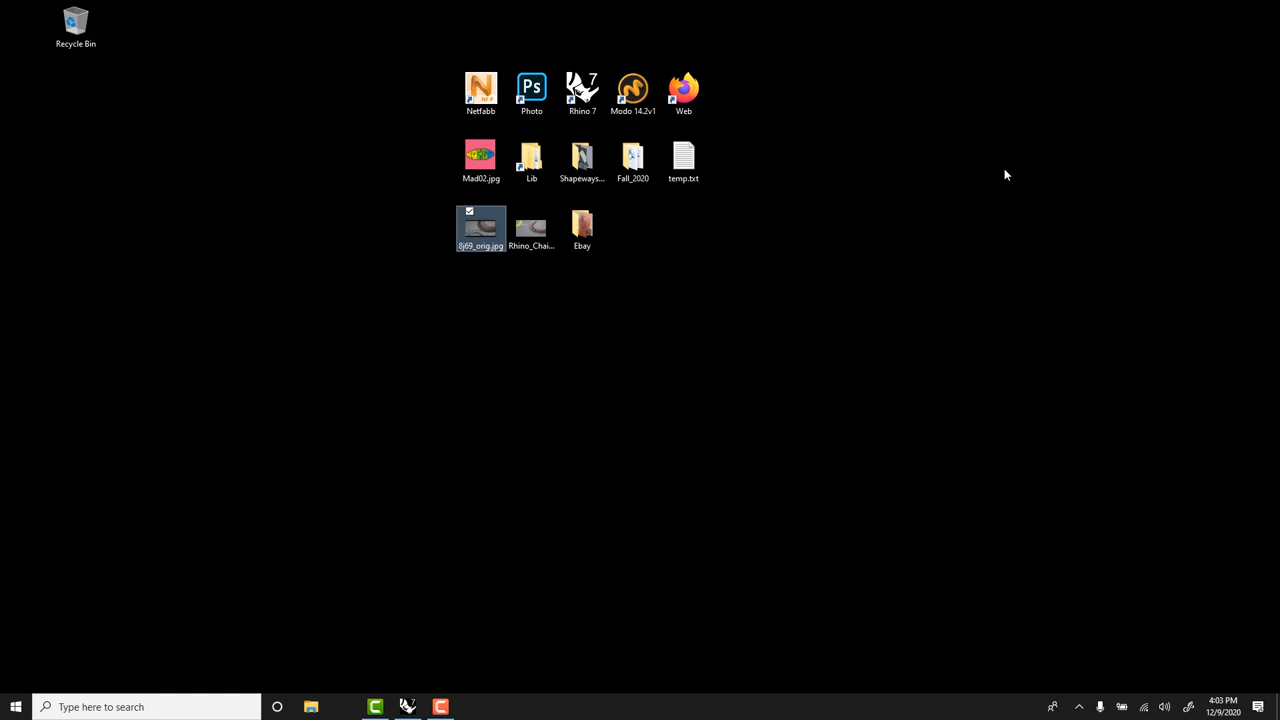 Recycle Bin
Netfabb
Photo
Rhino 7
Modo 14.2v1
Web
Mad02.jpg
Lib
Shapeways...
Fall_2020
temp.txt
8j69_orig.jpg
Rhino_Chai...
Ebay
Type here to search
4:03 PM
12/9/2020